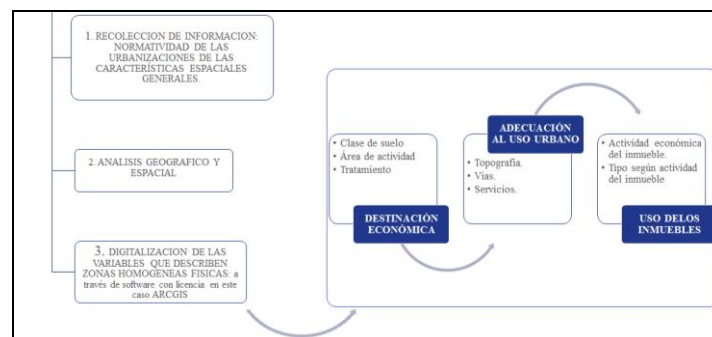 1. RECOLECCION DE INFORMACION:
NORMATIVIDAD DE LAS
URBANIZACIONES DE LAS
CARACTERÍSTICAS ESPACIALES
GENERALES.
2. ANALISIS GEOGRAFICO Y
ESPACIAL
3. DIGITALIZACION DE LAS
VARIABLES QUE DESCRIBEN
ZONAS HOMOGENEAS FÍSICAS: a
través de software con licencia en este
caso ARCGIS
• Clase de suelo
• Área de actividad
• Tratamiento
DESTINACIÓN
ECONÓMICA
ADECUACIÓN
AL USO URBANO
• Topografía.
• Vías.
• Servicios.
• Actividad económica
del inmueble.
• Tipo según actividad
del inmueble
USO DELOS
INMUEBLES